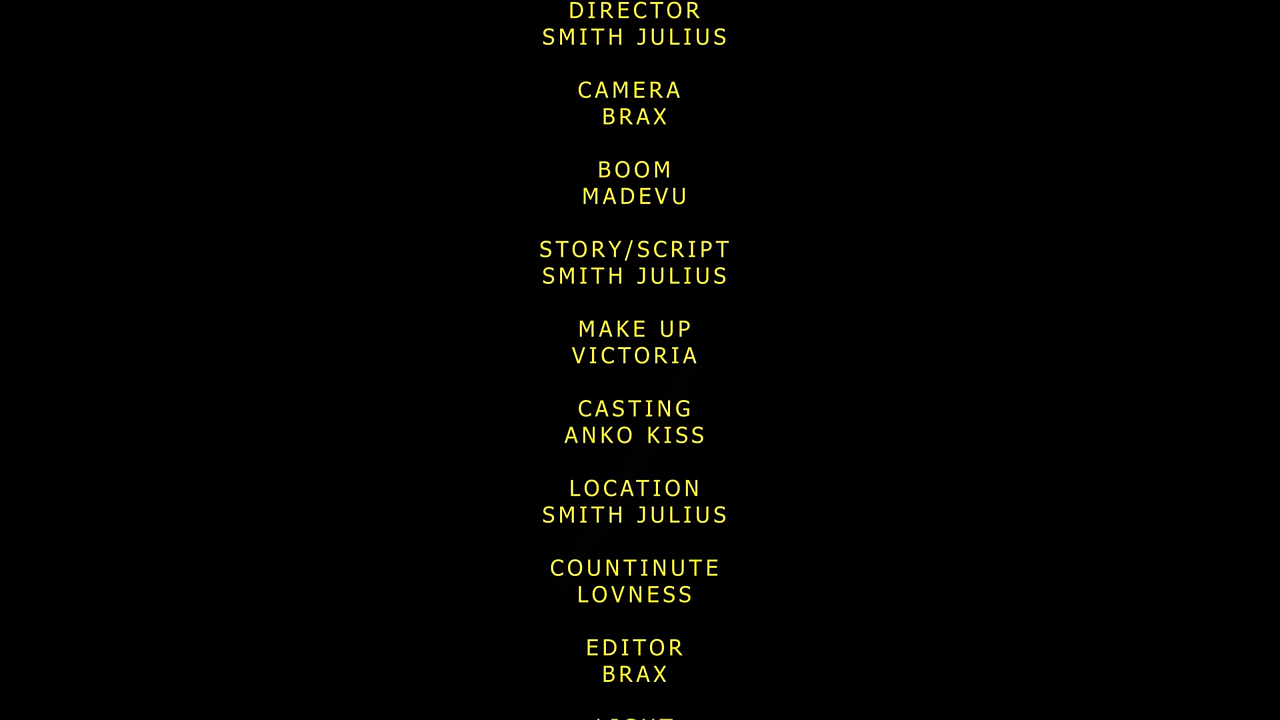 DIRECTOR
SMITH JULIUS
CAMERA
BRAX
BOOM
MADEVU
STORY/SCRIPT
SMITH JULIUS
MAKE UP
VICTORIA
CASTING
ANKO KISS
LOCATION
SMITH JULIUS
COUNTINUTE
LOVNESS
EDITOR
BRAX